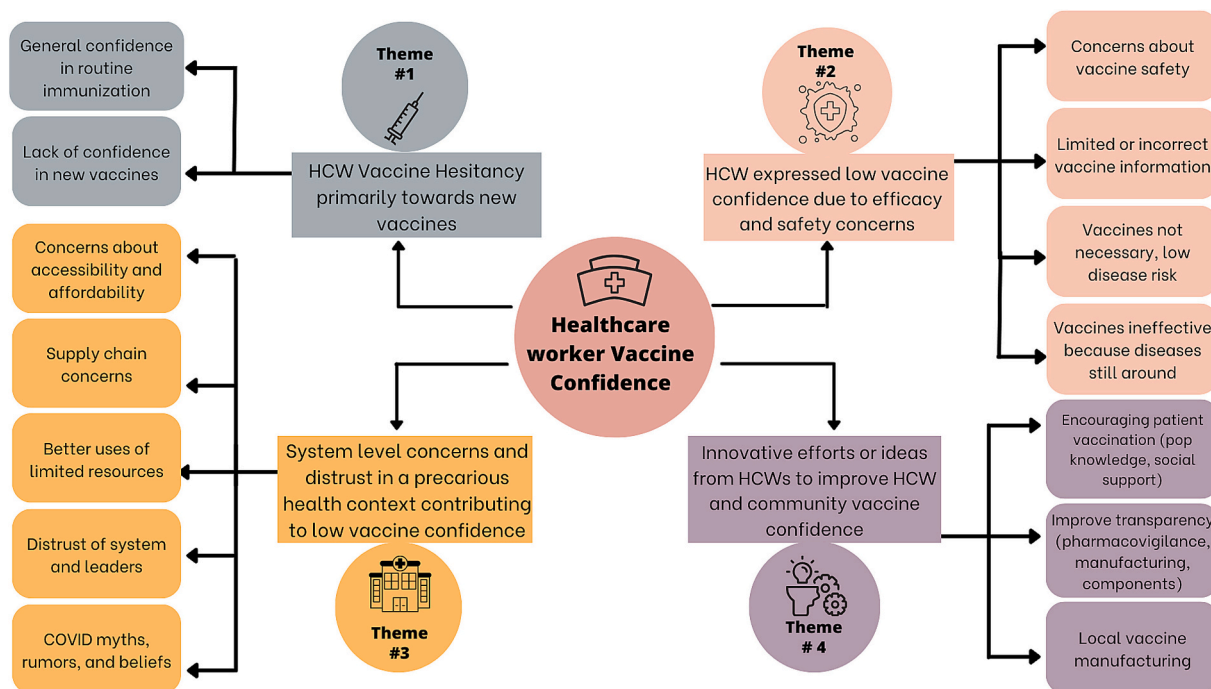 General confidence
in routine
immunization
Lack of confidence
in new vaccines
Theme
#1
HCW Vaccine Hesitancy
primarily towards new
vaccines
Theme
#2
HCW expressed low vaccine
confidence due to efficacy
and safety concerns
Concerns about
vaccine safety
Limited or incorrect
vaccine information
Vaccines not
necessary, low
disease risk
Vaccines ineffective
because diseases
still around
Healthcare
worker Vaccine
Confidence
Concerns about
accessibility and
affordability
Supply chain
concerns
Better uses of
limited resources
Distrust of system
and leaders
COVID myths,
rumors, and beliefs
System level concerns and
distrust in a precarious
health context contributing
to low vaccine confidence
Theme
#3
Innovative efforts or ideas
from HCWs to improve HCW
and community vaccine
confidence
Theme
# 4
Encouraging patient
vaccination (pop
knowledge, social
support)
Improve transparency
(pharmacovigilance,
manufacturing,
components)
Local vaccine
manufacturing